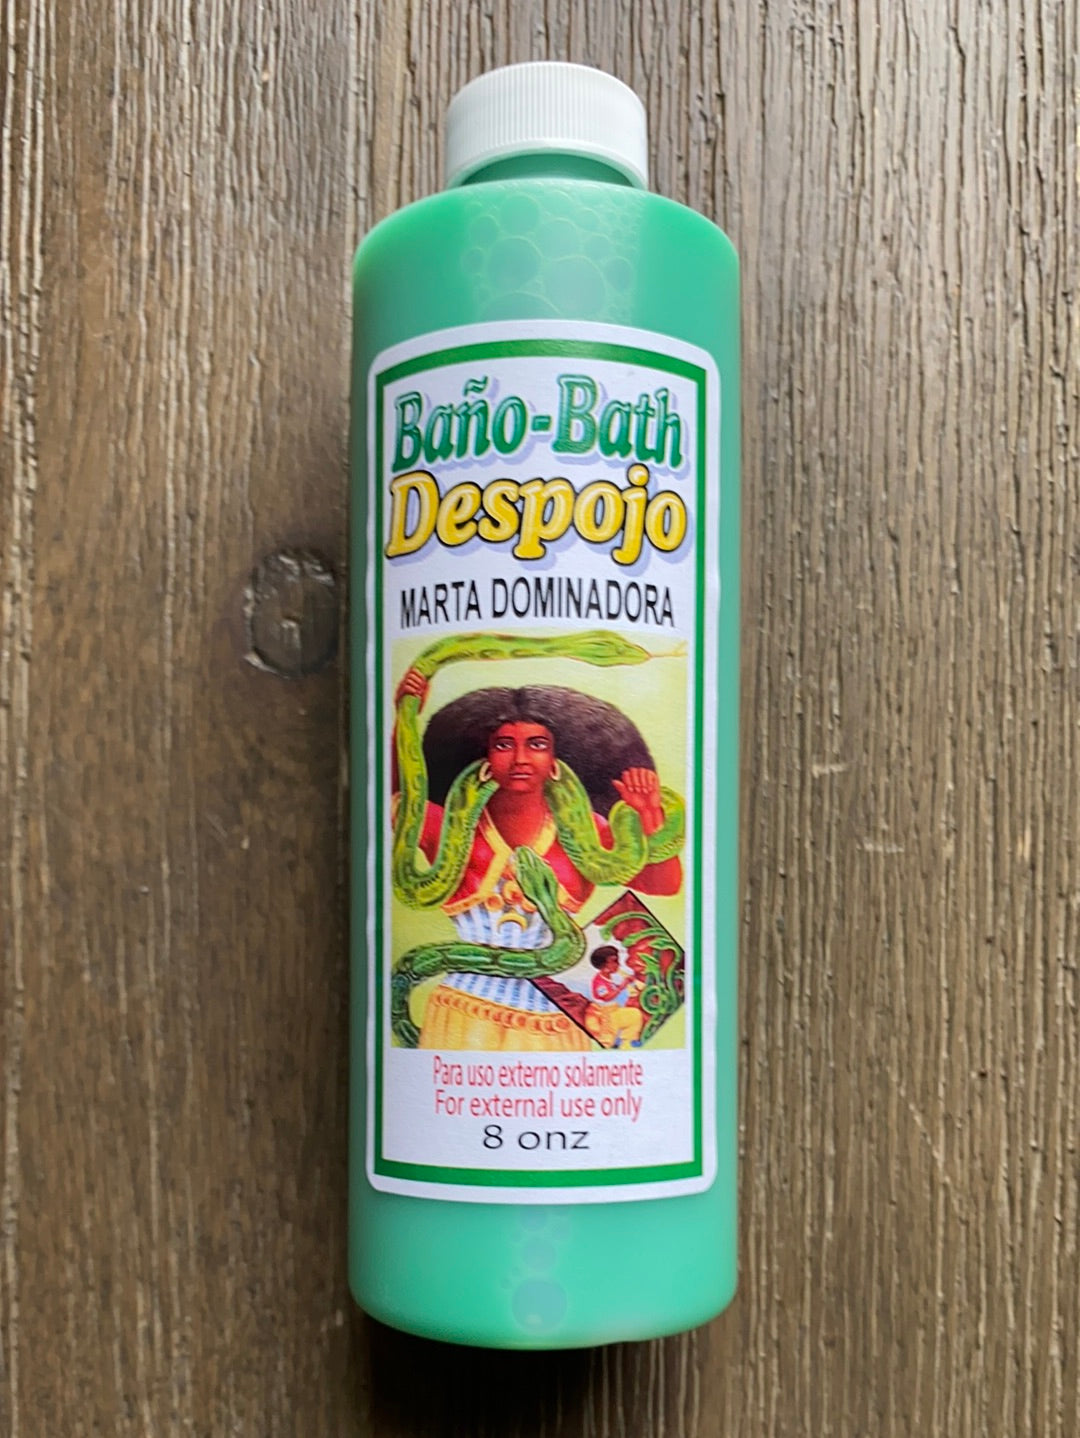 Baño-Bath
Despojo
MARTA DOMINADORA
Para uso externo solamente
For external use only
8 onz